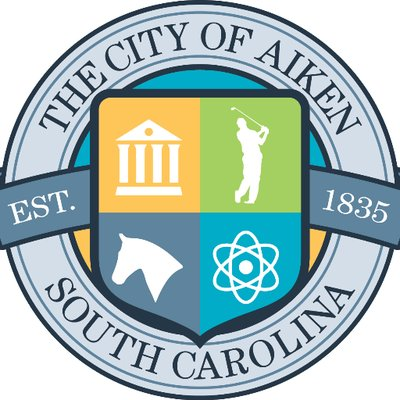 THE CITY OF AIKEN
EST. 1835
SOUTH CAROLINA